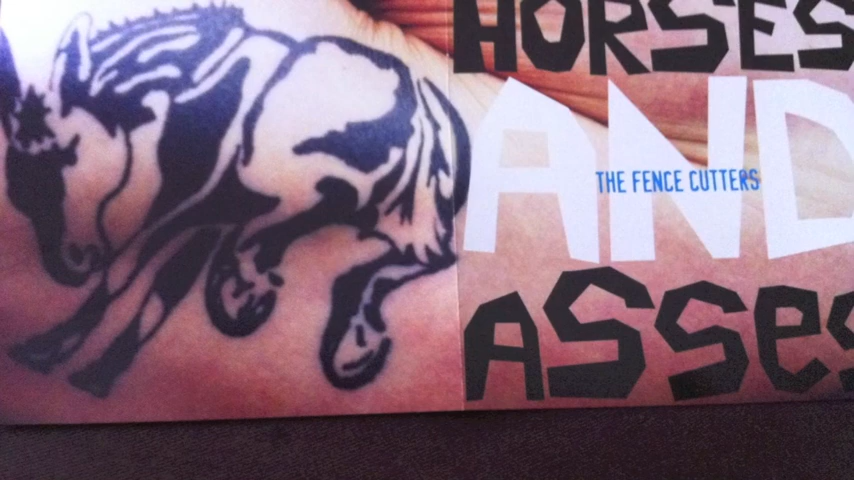 HORSES
AND
THE FENCE CUTTERS
ASSes